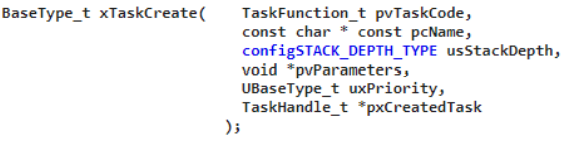 BaseType_t xTaskCreate( TaskFunction_t pvTaskCode,
const char * const pcName,
configSTACK_DEPTH_TYPE usStackDepth,
void *pvParameters,
UBaseType_t uxPriority,
TaskHandle_t *pxCreatedTask
);